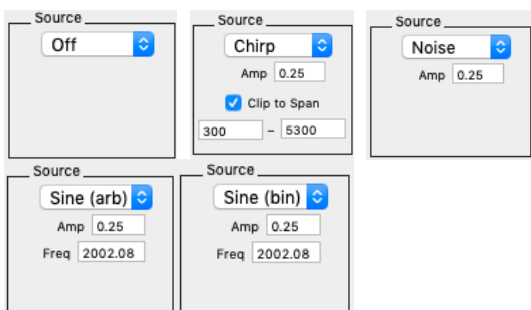 Source
Off
Source
Chirp
Amp 0.25
Clip to Span
300 – 5300
Source
Noise
Amp 0.25
Source
Sine (arb)
Amp 0.25
Freq 2002.08
Source
Sine (bin)
Amp 0.25
Freq 2002.08